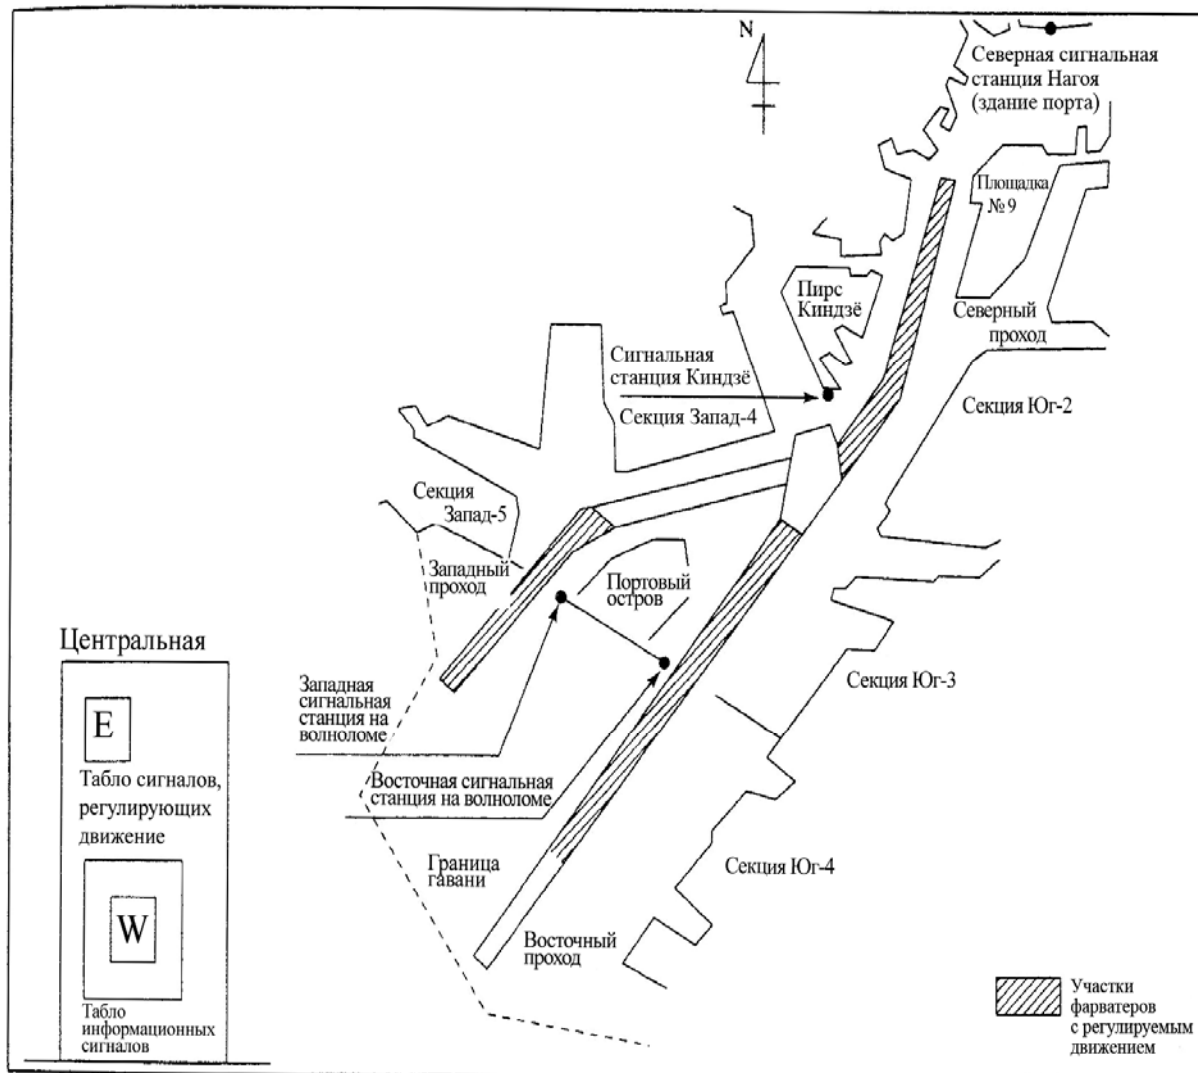 N
Северная сигнальная
станция Нагоя
(здание порта)
Площадка
№ 9
Пирс
Киндзё
Северный
проход
Сигнальная
станция Киндзё
Секция Запад-4
Секция Юг-2
Секция
Запад-5
Западный
проход
Портовый
остров
Центральная
E
Табло сигналов,
регулирующих
движение
W
Табло
информационных
сигналов
Западная
сигнальная
станция на
волноломе
Восточная сигнальная
станция на волноломе
Секция Юг-3
Граница
гавани
Секция Юг-4
Восточный
проход
Участки
фарватеров
с регулируемым
движением